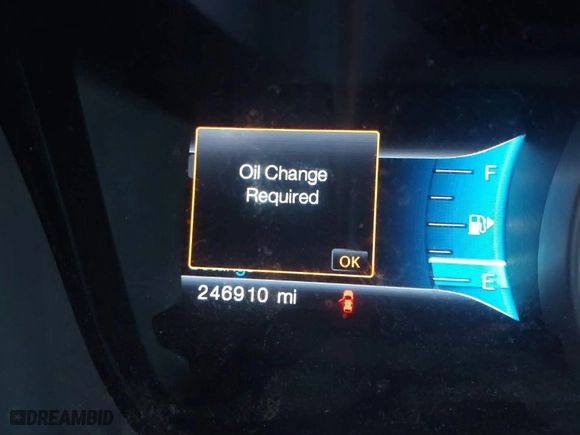 Oil Change
Required
OK
F
E
246910 mi
DREAMBID